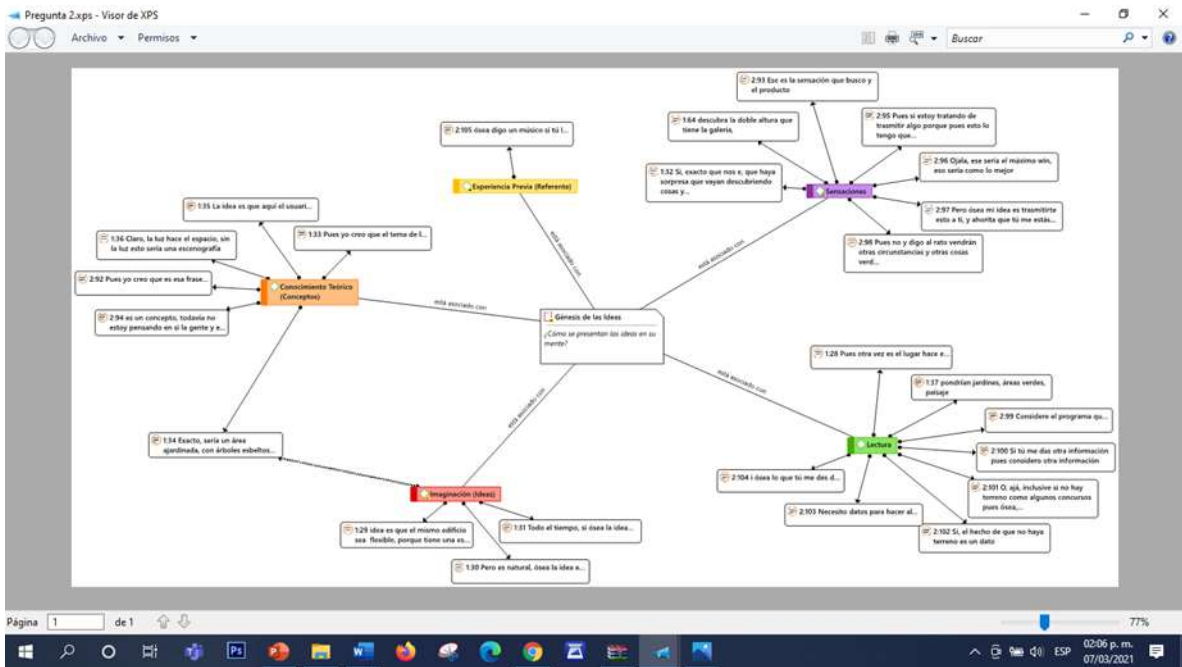 Pregunta 2.xps - Visor de XPS
Archivo
Permisos
Buscar
2:93 Ese es la sensación que busco y
el producto
1:64 descubra la doble altura que
tiene la galería,
2:95 Pues si estoy tratando de
trasmitir algo porque pues esto lo
tengo que...
2:105 ósea digo un músico si tú l...
2:96 Ojala, ese sería el máximo win,
eso sería como lo mejor
1:32 Si, exacto que nos x, que haya
sorpresa que vayan descubriendo
cosas y...
Experiencia Previa (Referente)
Sensaciones
2:97 Pero ósea mi idea es trasmitirte
esto a ti, y ahorita que tú me estás...
2:98 Pues no y digo al rato vendrán
otras circunstancias y otras cosas
verd...
1:35 La idea es que aquí el usuari...
1:36 Claro, la luz hace el espacio, sin
la luz esto sería una escenografía
1:33 Pues yo creo que el tema de l...
2:92 Pues yo creo que es esa frase...
Conocimiento Teórico
(Conceptos)
2:94 es un concepto, todavía no
estoy pensando en si la gente y e...
está asociado con
está asociado con
está asociado con
Génesis de las Ideas
¿Cómo se presentan las ideas en su
mente?
está asociado con
está asociado con
1:28 Pues otra vez es el lugar hace e...
1:37 pondrían jardines, áreas verdes,
paisaje
2:99 Considere el programa qu...
Lectura
2:100 Si tú me das otra información
pues considero otra información
2:104 i ósea lo que tú me des d...
2:101 O, ajá, inclusive si no hay
terreno como algunos concursos
pues ósea,...
2:103 Necesito datos para hacer al...
2:102 Si, el hecho de que no haya
terreno es un dato
1:34 Exacto, sería un área
ajardinada, con árboles esbeltos...
Imaginación (Ideas)
1:29 idea es que el mismo edificio
sea flexible, porque tiene una es...
1:31 Todo el tiempo, si ósea la idea...
1:30 Pero es natural, ósea la idea e...
Página 1 de 1
77%
ESP
02:06 p. m.
07/03/2021